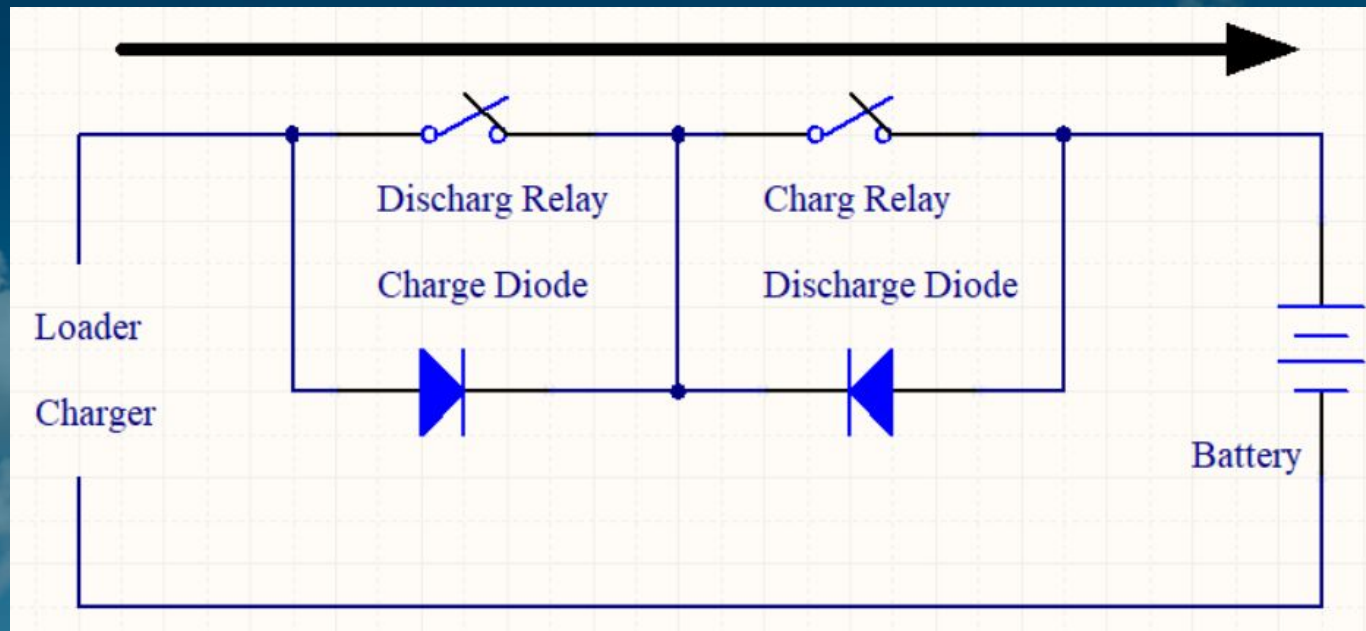 Discharg Relay
Charg Relay
Charge Diode
Discharge Diode
Loader
Charger
Battery